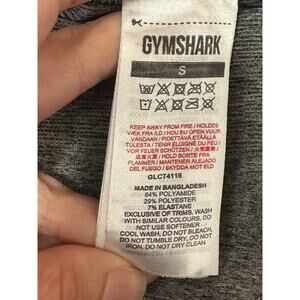 GYMSHARK
S
KEEP AWAY FROM FIRE / HOLDES
VÆK FRA ILD / HOU BIJ VUUR
VANDAAN / PIDETTÄVÄ ETÄÄLLÄ
TULESTA / TENIR ÉLOIGNÉ DU FEU /
VOR FEUER SCHÜTZEN /
HOLD BORTE FRA
FLAMMER / MANTENER ALEJADO
DEL FUEGO / SKYDDA MOT ELD
GLCT4116
MADE IN BANGLADESH
64% POLYAMIDE
29% POLYESTER
7% ELASTANE
EXCLUSIVE OF TRIMS. WASH
WITH SIMILAR COLOURS, DO
NOT USE SOFTENER
COOL WASH, DO NOT BLEACH,
DO NOT TUMBLE DRY, DO NOT
IRON, DO NOT DRY CLEAN